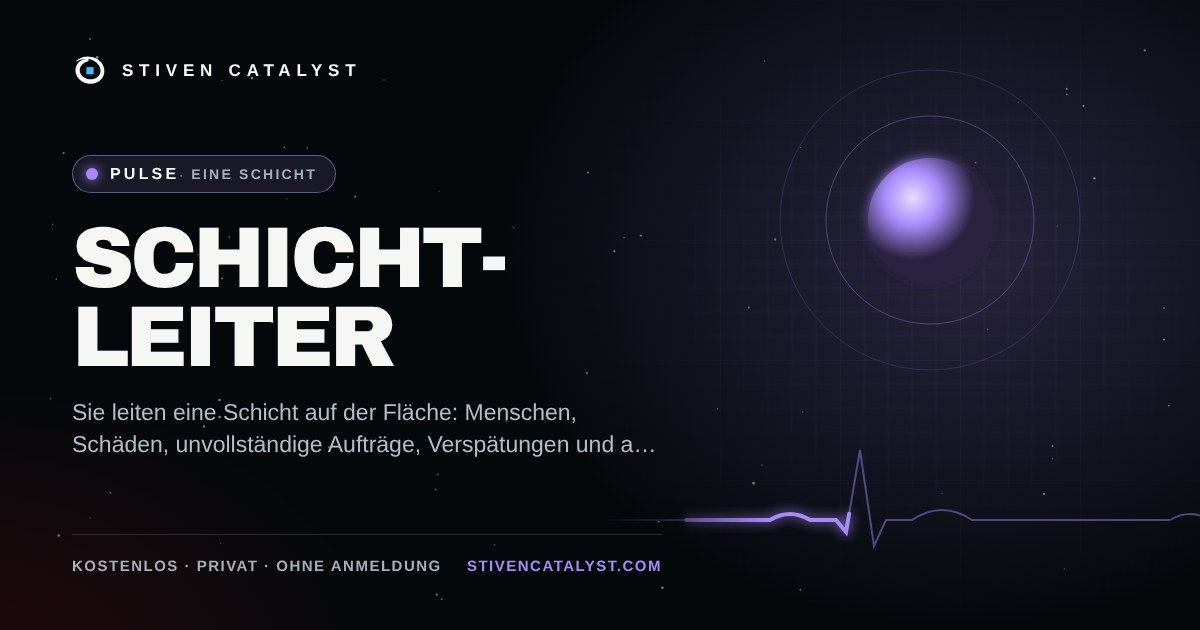 STIVEN CATALYST
PULSE · EINE SCHICHT
SCHICHT-
LEITER
Sie leiten eine Schicht auf der Fläche: Menschen,
Schäden, unvollständige Aufträge, Verspätungen und a…
KOSTENLOS · PRIVAT · OHNE ANMELDUNG STIVENCATALYST.COM